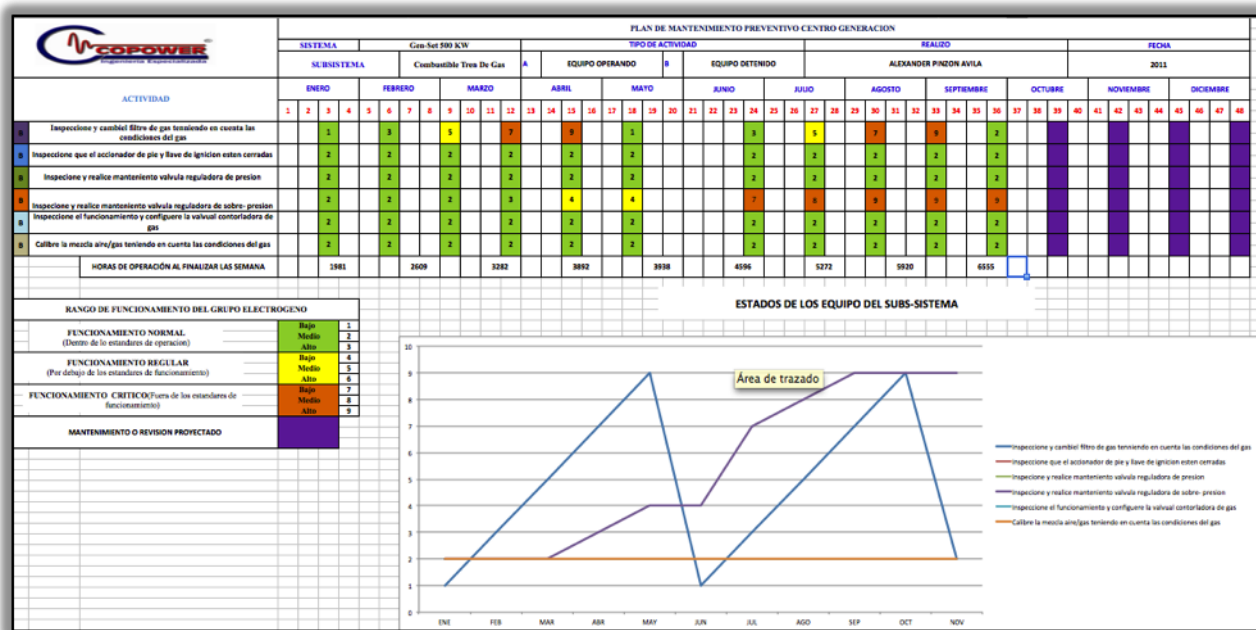 PLAN DE MANTENIMIENTO PREVENTIVO CENTRO GENERACION
COPOWER
Ingenieria Especializada
SISTEMA Gen-Set 500 KW TIPO DE ACTIVIDAD REALIZO FECHA
SUBSISTEMA Combustible Tren De Gas A EQUIPO OPERANDO B EQUIPO DETENIDO ALEXANDER PINZON AVILA 2011
ACTIVIDAD
ENERO FEBRERO MARZO ABRIL MAYO JUNIO JULIO AGOSTO SEPTIEMBRE OCTUBRE NOVIEMBRE DICIEMBRE
1 2 3 4 5 6 7 8 9 10 11 12 13 14 15 16 17 18 19 20 21 22 23 24 25 26 27 28 29 30 31 32 33 34 35 36 37 38 39 40 41 42 43 44 45 46 47 48
B Inspeccione y cambiel filtro de gas tenniendo en cuenta las condiciones del gas 1 3 5 7 9 1 3 5 7 9 2
B Inspeccione que el accionador de pie y llave de ignicion esten cerradas 2 2 2 2 2 2 2 2 2 2 2
B Inspecione y realice manteniento valvula reguladora de presion 2 2 2 2 2 2 2 2 2 2 2
B Inspecione y realice manteniento valvula reguladora de sobre- presion 2 2 2 3 4 4 7 8 9 9 9
B Inspeccione el funcionamiento y configuere la valvual contorladora de gas 2 2 2 2 2 2 2 2 2 2 2
B Calibre la mezcla aire/gas teniendo en cuenta las condiciones del gas 2 2 2 2 2 2 2 2 2 2 2
HORAS DE OPERACIÓN AL FINALIZAR LAS SEMANA 1981 2609 3282 3892 3938 4596 5272 5920 6555
RANGO DE FUNCIONAMIENTO DEL GRUPO ELECTROGENO
FUNCIONAMIENTO NORMAL
(Dentro de lo estandares de operacion)
Bajo 1
Medio 2
Alto 3
FUNCIONAMIENTO REGULAR
(Por debajo de los estandares de funcionamiento)
Bajo 4
Medio 5
Alto 6
FUNCIONAMIENTO CRITICO(Fuera de los estandares de
funcionamiento)
Bajo 7
Medio 8
Alto 9
MANTENIMIENTO O REVISION PROYECTADO
ESTADOS DE LOS EQUIPO DEL SUBS-SISTEMA
Área de trazado
10
9
8
7
6
5
4
3
2
1
0
ENE FEB MAR ABR MAY JUN JUL AGO SEP OCT NOV
Inspeccione y cambiel filtro de gas tenniendo en cuenta las condiciones del gas
Inspeccione que el accionador de pie y llave de ignicion esten cerradas
Inspecione y realice manteniento valvula reguladora de presion
Inspecione y realice manteniento valvula reguladora de sobre- presion
Inspeccione el funcionamiento y configuere la valvual contorladora de gas
Calibre la mezcla aire/gas teniendo en cuenta las condiciones del gas